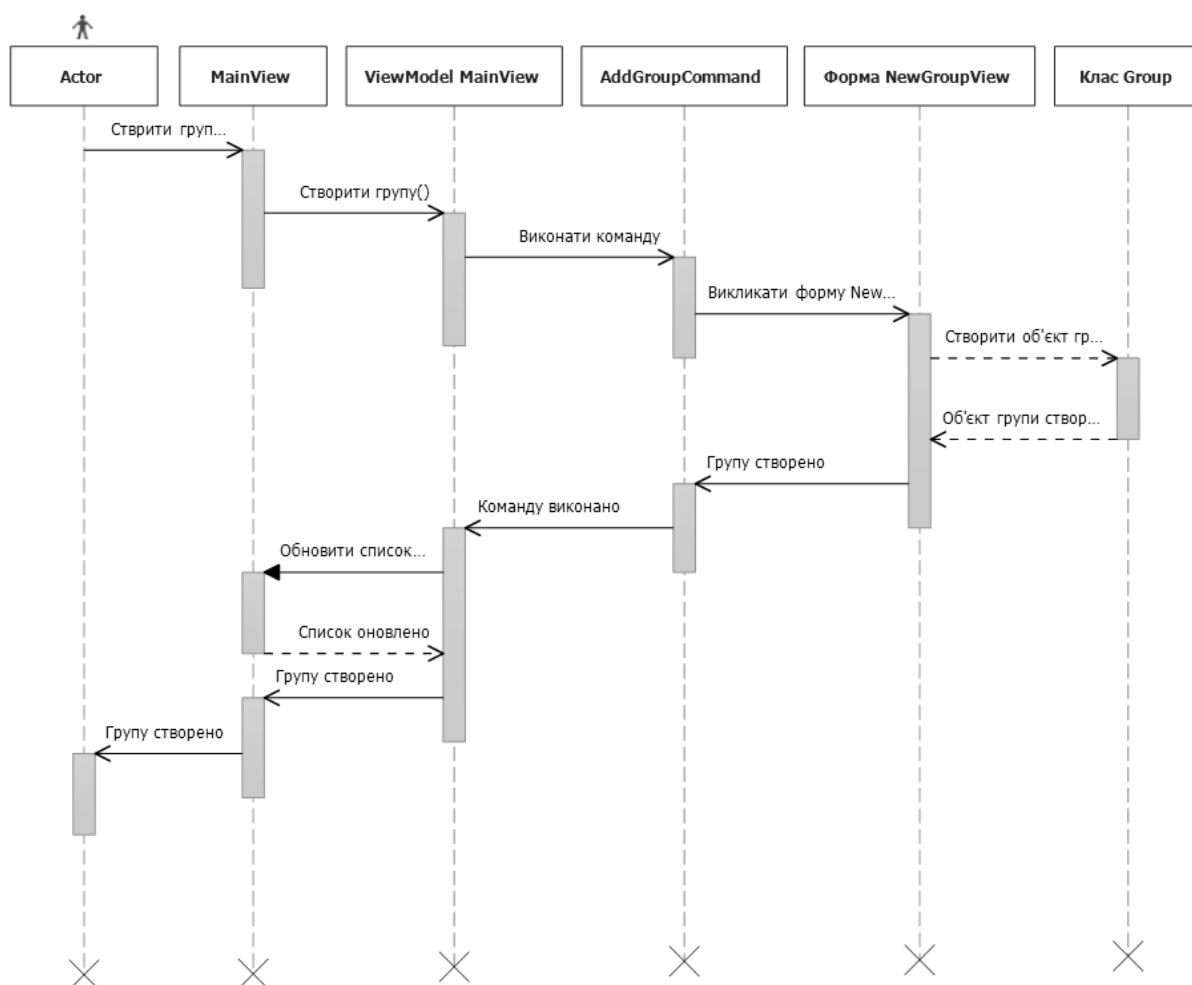 Actor
MainView
ViewModel MainView
AddGroupCommand
Форма NewGroupView
Клас Group
Стврити груп...
Створити групу()
Виконати команду
Викликати форму New...
Створити об'єкт гр...
Об'єкт групи створ...
Групу створено
Команду виконано
Обновити список...
Список оновлено
Групу створено
Групу створено